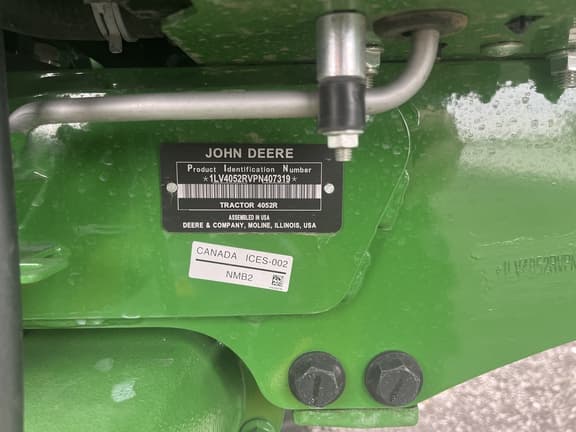 JOHN DEERE
Product Identification Number
*1LV4052RVPN407319*
TRACTOR 4052R
ASSEMBLED IN USA
DEERE & COMPANY, MOLINE, ILLINOIS, USA
CANADA ICES-002
NMB2
*1LV4052RVPN